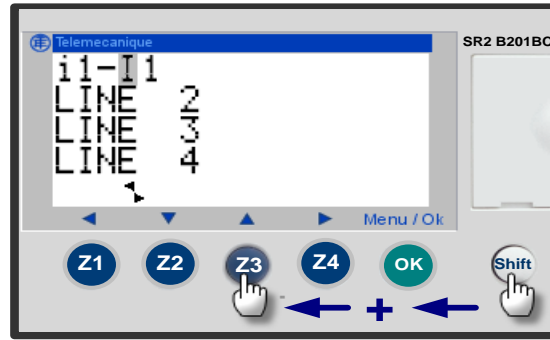 Telemecanique
SR2 B201BC
i1-I1
LINE 2
LINE 3
LINE 4
Menu / Ok
Z1 Z2 Z3 Z4 OK Shift
+